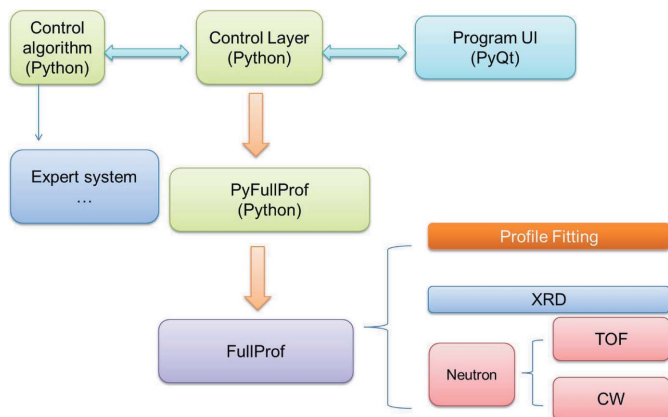 Control
algorithm
(Python)
Control Layer
(Python)
Program UI
(PyQt)
Expert system
…
PyFullProf
(Python)
FullProf
Profile Fitting
XRD
Neutron
TOF
CW